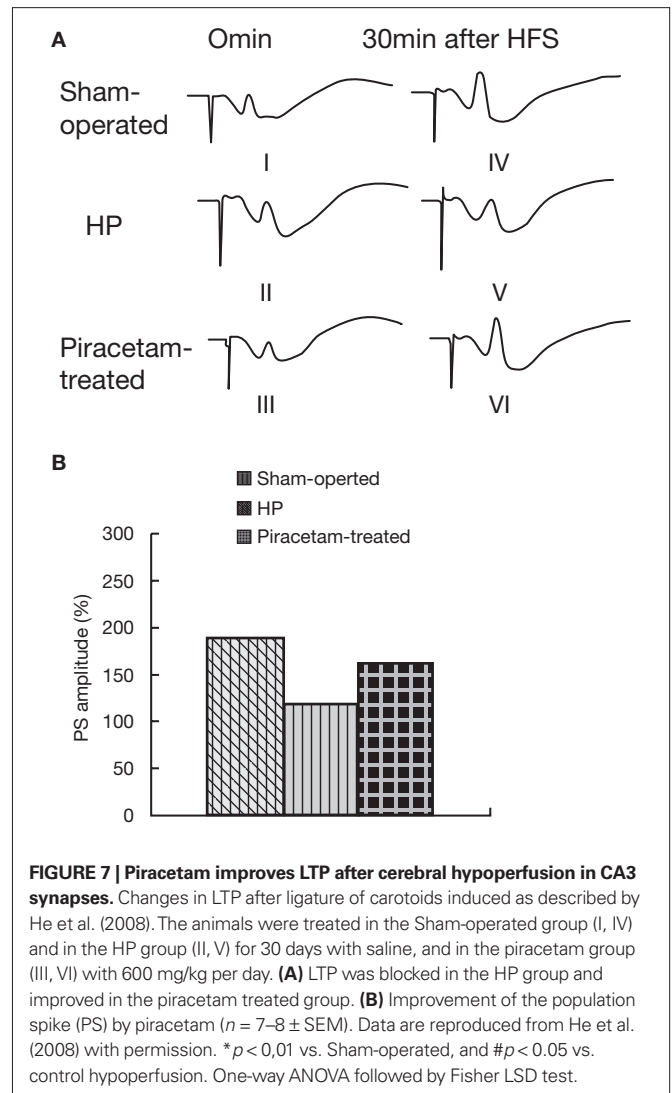 A
Omin 30min after HFS
Sham-
operated
I IV
HP
II V
Piracetam-
treated
III VI
B
Sham-operted
HP
Piracetam-treated
300
250
200
150
100
50
0
PS amplitude (%)
FIGURE 7 | Piracetam improves LTP after cerebral hypoperfusion in CA3
synapses. Changes in LTP after ligature of carotoids induced as described by
He et al. (2008). The animals were treated in the Sham-operated group (I, IV)
and in the HP group (II, V) for 30 days with saline, and in the piracetam group
(III, VI) with 600 mg/kg per day. (A) LTP was blocked in the HP group and
improved in the piracetam treated group. (B) Improvement of the population
spike (PS) by piracetam (n = 7–8 ± SEM). Data are reproduced from He et al.
(2008) with permission. *p < 0,01 vs. Sham-operated, and #p < 0.05 vs.
control hypoperfusion. One-way ANOVA followed by Fisher LSD test.